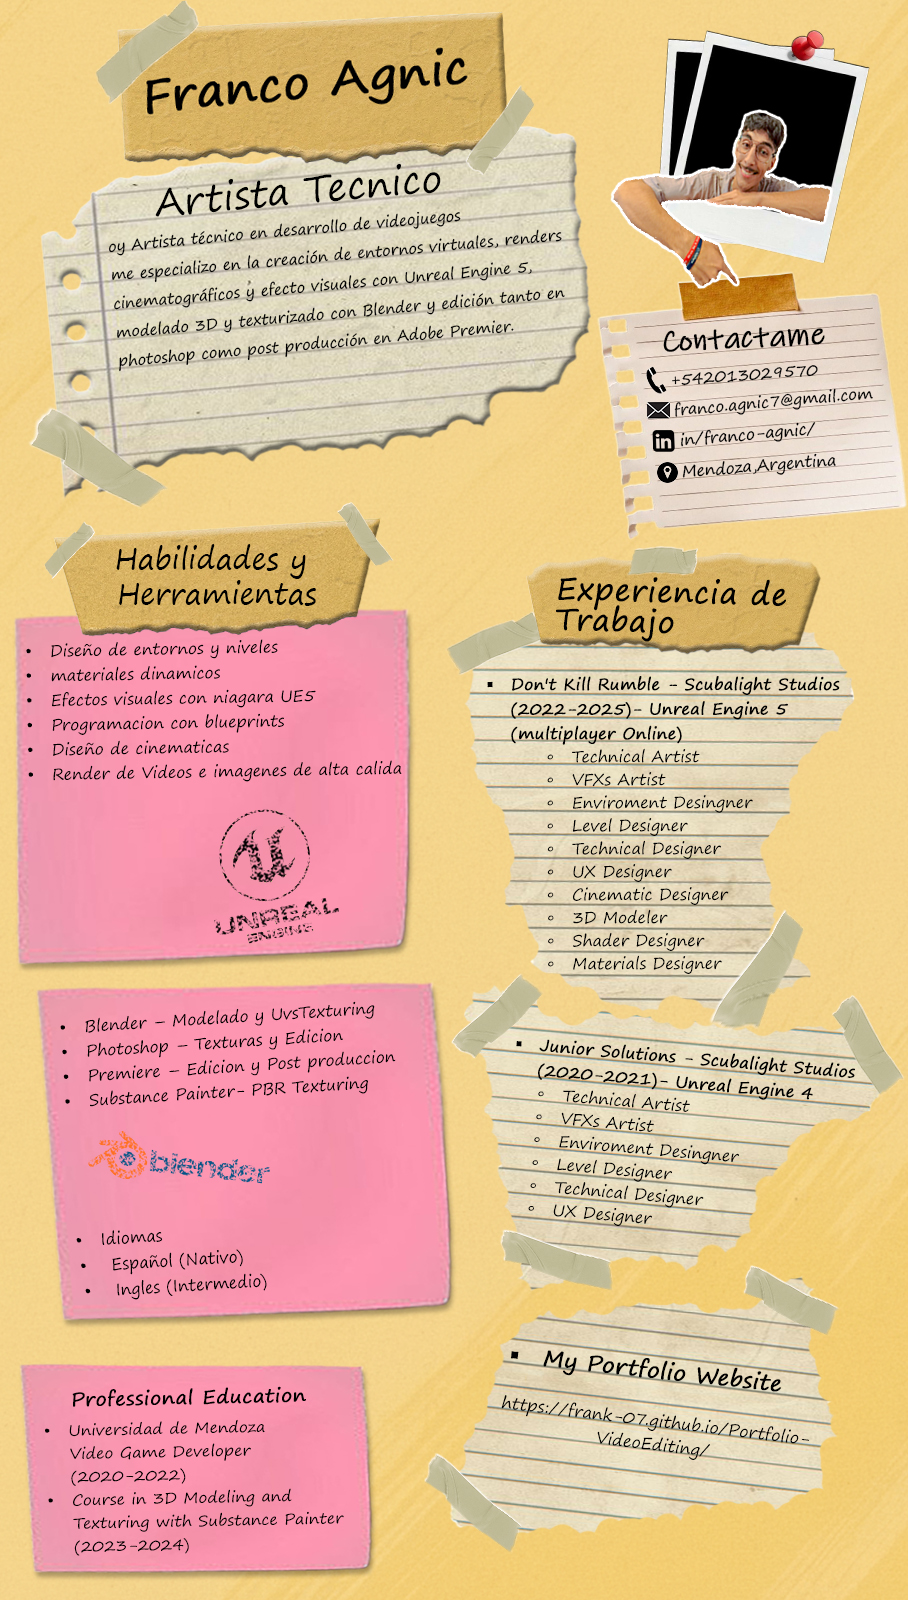 Franco Agnic
Artista Tecnico
oy Artista técnico en desarrollo de videojuegos
me especializo en la creación de entornos virtuales, renders
cinematográficos y efecto visuales con Unreal Engine 5,
modelado 3D y texturizado con Blender y edición tanto en
photoshop como post producción en Adobe Premier.
Contactame
+542013029570
franco.agnic7@gmail.com
in/franco-agnic/
Mendoza,Argentina
Habilidades y
Herramientas
• Diseño de entornos y niveles
• materiales dinamicos
• Efectos visuales con niagara UE5
• Programacion con blueprints
• Diseño de cinematicas
• Render de Videos e imagenes de alta calida
UNREAL
ENGINE
• Blender – Modelado y UvsTexturing
• Photoshop – Texturas y Edicion
• Premiere – Edicion y Post produccion
• Substance Painter- PBR Texturing
blender
• Idiomas
• Español (Nativo)
• Ingles (Intermedio)
Professional Education
• Universidad de Mendoza
Video Game Developer
(2020-2022)
• Course in 3D Modeling and
Texturing with Substance Painter
(2023-2024)
Experiencia de
Trabajo
▪ Don't Kill Rumble - Scubalight Studios
(2022-2025)- Unreal Engine 5
(multiplayer Online)
◦ Technical Artist
◦ VFXs Artist
◦ Enviroment Desingner
◦ Level Designer
◦ Technical Designer
◦ UX Designer
◦ Cinematic Designer
◦ 3D Modeler
◦ Shader Designer
◦ Materials Designer
▪ Junior Solutions - Scubalight Studios
(2020-2021)- Unreal Engine 4
◦ Technical Artist
◦ VFXs Artist
◦ Enviroment Desingner
◦ Level Designer
◦ Technical Designer
◦ UX Designer
▪ My Portfolio Website
https://frank-07.github.io/Portfolio-
VideoEditing/